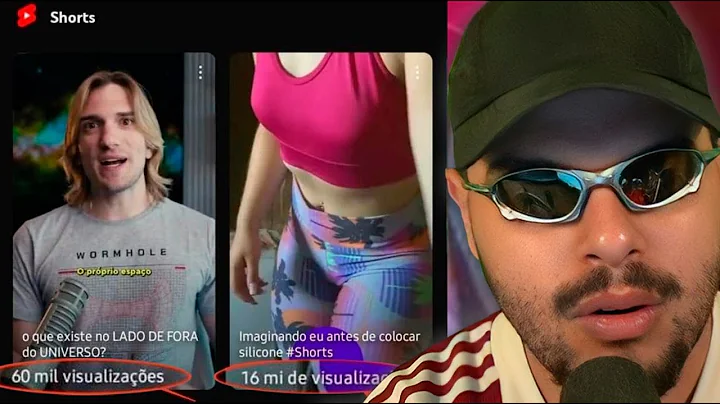 Shorts
WORMHOLE
O próprio espaço
o que existe no LADO DE FORA
do UNIVERSO?
60 mil visualizações
Imaginando eu antes de colocar
silicone #Shorts
16 mi de visualiza